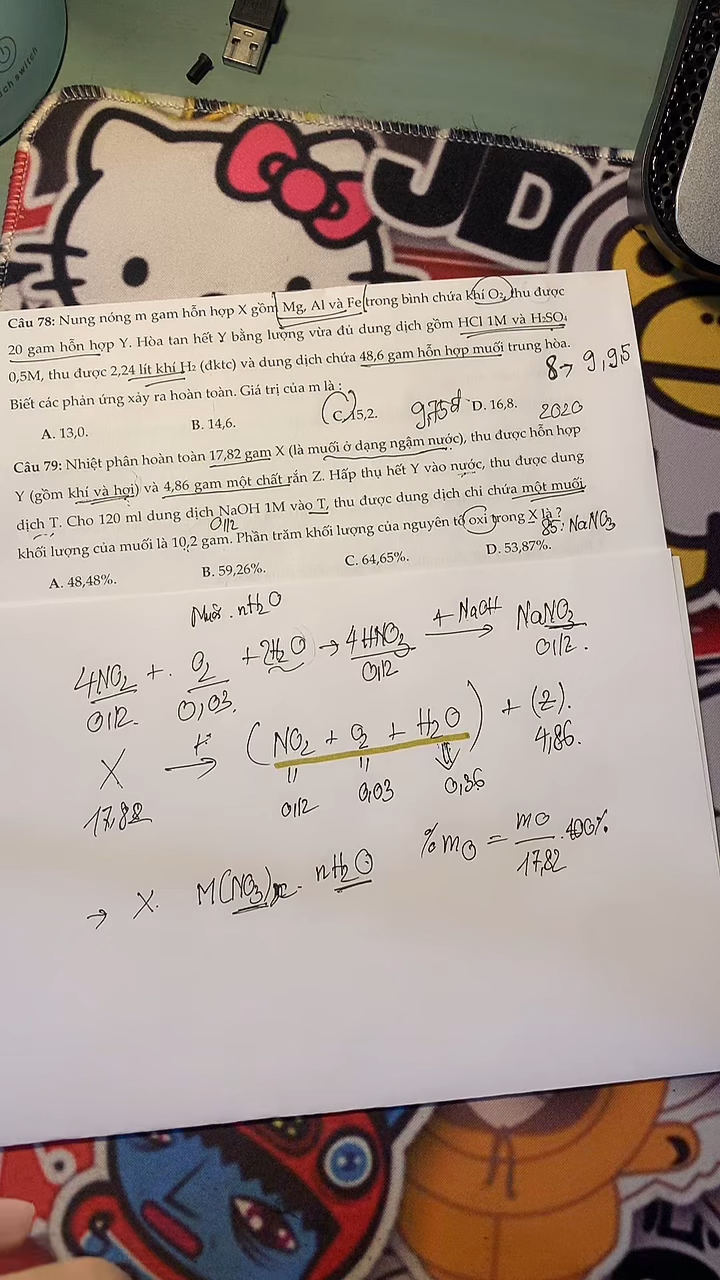 JD
Câu 78: Nung nóng m gam hỗn hợp X gồm Mg, Al và Fe trong bình chứa khí O₂, thu được
20 gam hỗn hợp Y. Hòa tan hết Y bằng lượng vừa đủ dung dịch gồm HCl 1M và H₂SO₄
0,5M, thu được 2,24 lít khí H₂ (đktc) và dung dịch chứa 48,6 gam hỗn hợp muối trung hòa.
8 → 9,95
Biết các phản ứng xảy ra hoàn toàn. Giá trị của m là :
A. 13,0. B. 14,6. C. 15,2. 9,75đ D. 16,8. 2020
Câu 79: Nhiệt phân hoàn toàn 17,82 gam X (là muối ở dạng ngậm nước), thu được hỗn hợp
Y (gồm khí và hơi) và 4,86 gam một chất rắn Z. Hấp thụ hết Y vào nước, thu được dung
dịch T. Cho 120 ml dung dịch NaOH 1M vào T, thu được dung dịch chỉ chứa một muối,
0,12
khối lượng của muối là 10,2 gam. Phần trăm khối lượng của nguyên tố oxi trong X là ?
85: NaNO₃
A. 48,48%. B. 59,26%. C. 64,65%. D. 53,87%.
Muối . nH₂O
4NO₂ + O₂ + 2H₂O → 4HNO₃ + NaOH → NaNO₃
0,12 0,03 0,12 0,12
X t° → (NO₂ + O₂ + H₂O) + (Z).
17,82 0,12 0,03 0,36 4,86.
→ X. M(NO₃)x. nH₂O %mO = mO/17,82 .100%